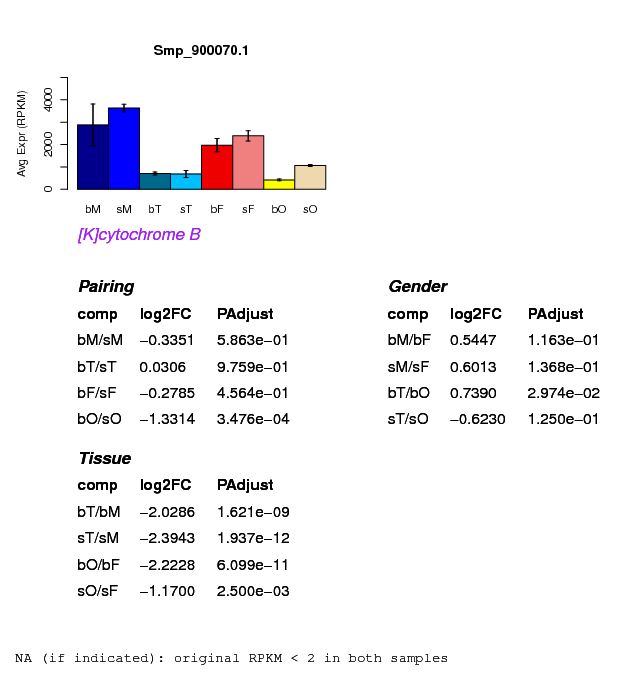 Smp_900070.1
Avg Expr (RPKM)
0 2000 4000
bM sM bT sT bF sF bO sO
[K]cytochrome B
Pairing
comp log2FC PAdjust
bM/sM −0.3351 5.863e−01
bT/sT 0.0306 9.759e−01
bF/sF −0.2785 4.564e−01
bO/sO −1.3314 3.476e−04
Gender
comp log2FC PAdjust
bM/bF 0.5447 1.163e−01
sM/sF 0.6013 1.368e−01
bT/bO 0.7390 2.974e−02
sT/sO −0.6230 1.250e−01
Tissue
comp log2FC PAdjust
bT/bM −2.0286 1.621e−09
sT/sM −2.3943 1.937e−12
bO/bF −2.2228 6.099e−11
sO/sF −1.1700 2.500e−03
NA (if indicated): original RPKM < 2 in both samples